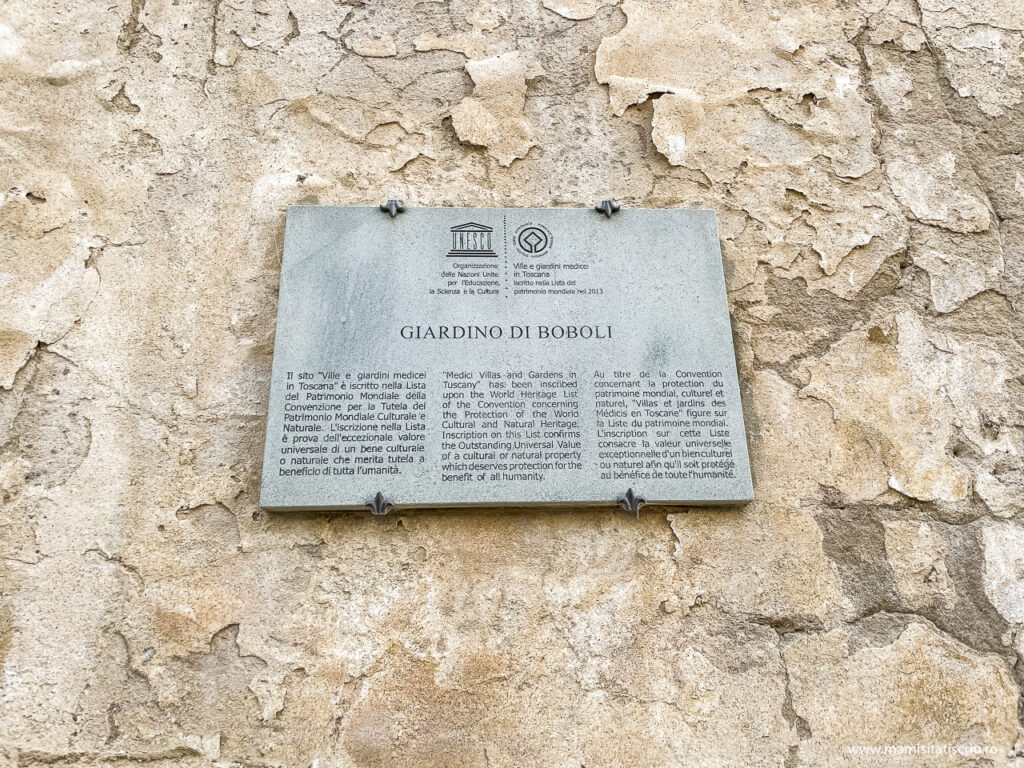 UNESCO
Organizzazione
delle Nazioni Unite
per l'Educazione,
la Scienza e la Cultura
Ville e giardini medicei
in Toscana
iscritto nella Lista del
patrimonio mondiale nel 2013
GIARDINO DI BOBOLI
Il sito "Ville e giardini medicei
in Toscana" è iscritto nella Lista
del Patrimonio Mondiale della
Convenzione per la Tutela del
Patrimonio Mondiale Culturale e
Naturale. L'iscrizione nella Lista
è prova dell'eccezionale valore
universale di un bene culturale
o naturale che merita tutela a
beneficio di tutta l'umanità.
"Medici Villas and Gardens in
Tuscany" has been inscribed
upon the World Heritage List
of the Convention concerning
the Protection of the World
Cultural and Natural Heritage.
Inscription on this List confirms
the Outstanding Universal Value
of a cultural or natural property
which deserves protection for the
benefit of all humanity.
Au titre de la Convention
concernant la protection du
patrimoine mondial, culturel et
naturel, "Villas et jardins des
Médicis en Toscane" figure sur
la Liste du patrimoine mondial.
L'inscription sur cette Liste
consacre la valeur universelle
exceptionnelle d'un bien culturel
ou naturel afin qu'il soit protégé
au bénéfice de toute l'humanité.
www.mamisitatiscriu.ro